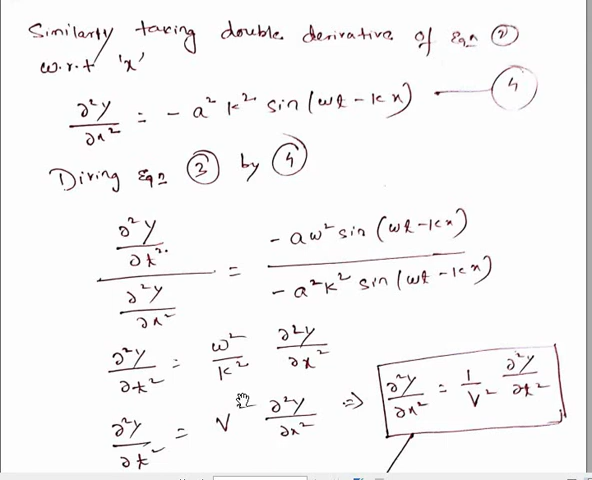 Similarly taking double derivative of Eqn ②
w.r.t 'x'
∂²y/∂x² = - a² k² sin(ωt - kx) — ④
Diving Eqn ③ by ④
(∂²y/∂t²)/(∂²y/∂x²) = (- aω² sin(ωt - kx))/(- a²k² sin(ωt - kx))
∂²y/∂t² = ω²/k² ∂²y/∂x²
∂²y/∂t² = V² ∂²y/∂x² ⇒ ∂²y/∂x² = 1/V² ∂²y/∂t²